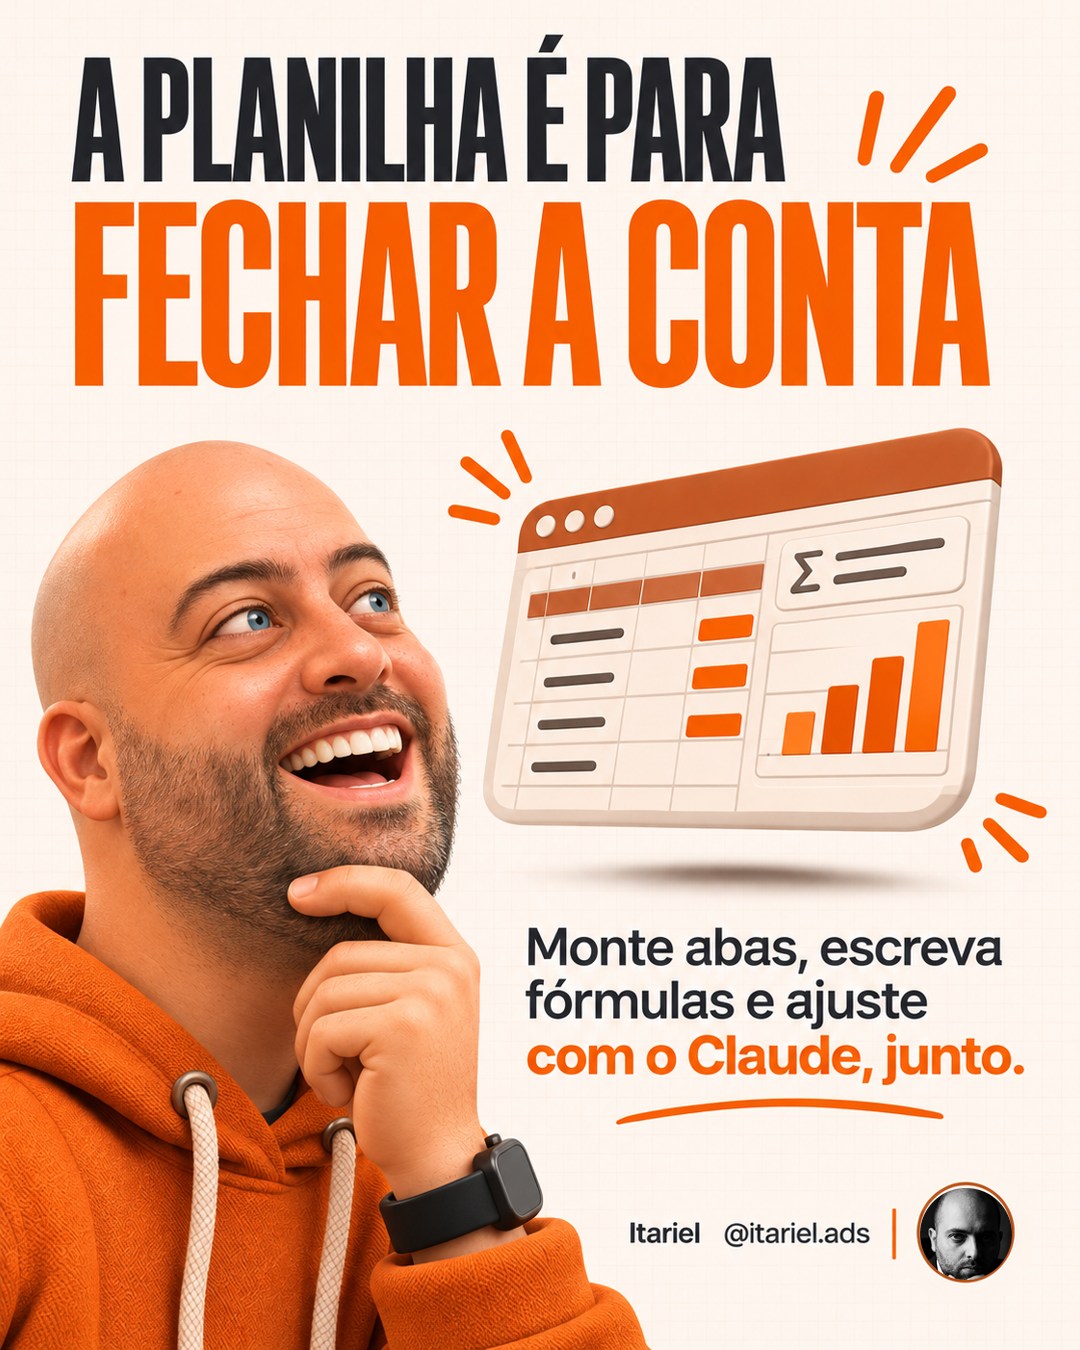 A PLANILHA É PARA
FECHAR A CONTA
Σ
Monte abas, escreva
fórmulas e ajuste
com o Claude, junto.
Itariel @itariel.ads